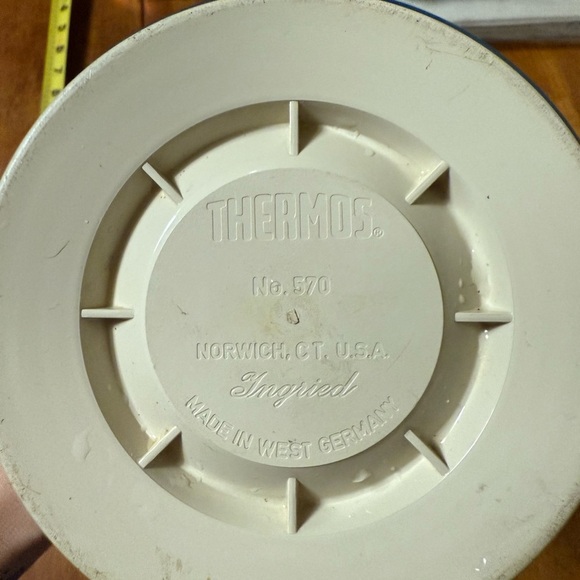 THERMOS®
No. 570
NORWICH, CT. U.S.A.
Ingried
MADE IN WEST GERMANY